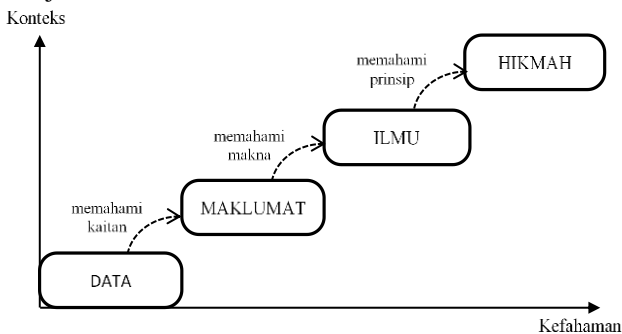 Konteks
memahami
prinsip
HIKMAH
memahami
makna
ILMU
memahami
kaitan
MAKLUMAT
DATA
Kefahaman